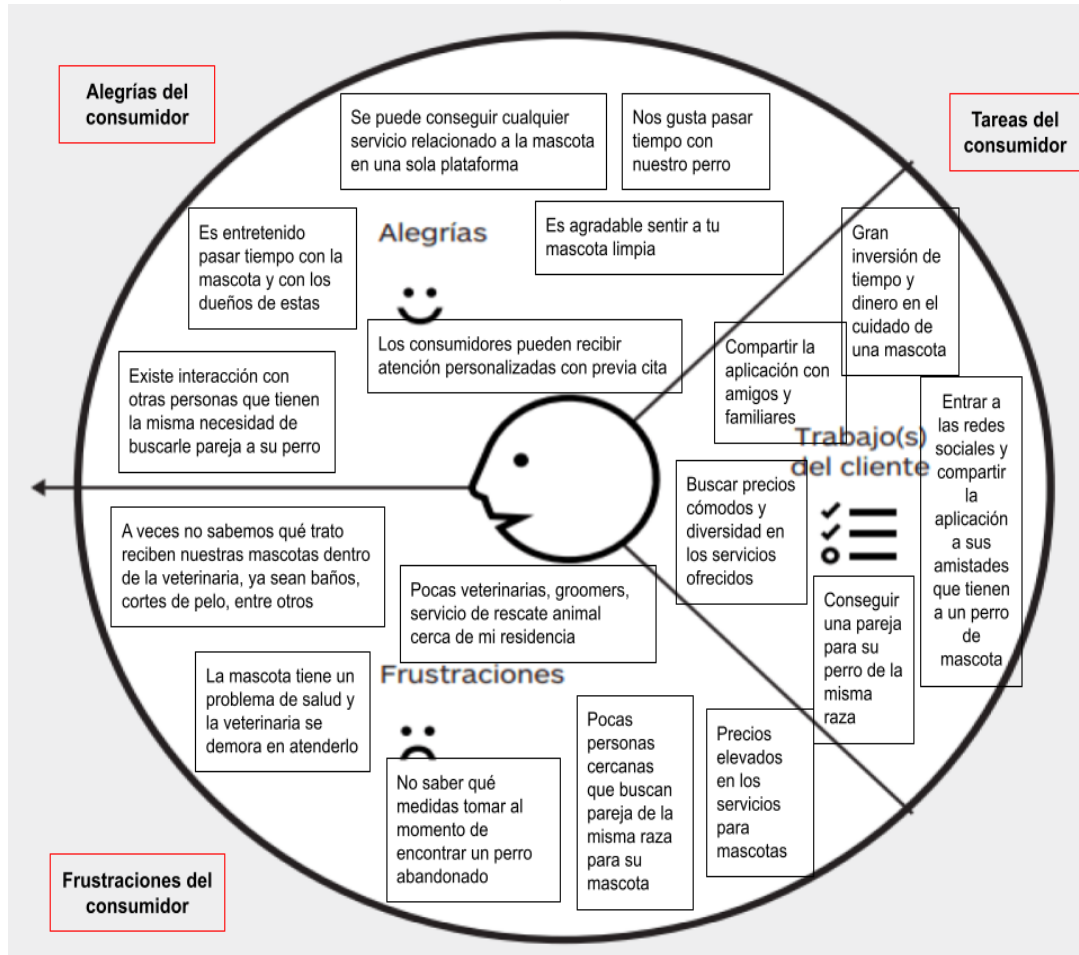 Alegrías del
consumidor
Se puede conseguir cualquier
servicio relacionado a la mascota
en una sola plataforma
Nos gusta pasar
tiempo con
nuestro perro
Tareas del
consumidor
Es entretenido
pasar tiempo con la
mascota y con los
dueños de estas
Alegrías
Es agradable sentir a tu
mascota limpia
Gran
inversión de
tiempo y
dinero en el
cuidado de
una mascota
Los consumidores pueden recibir
atención personalizadas con previa cita
Compartir la
aplicación con
amigos y
familiares
Existe interacción con
otras personas que tienen
la misma necesidad de
buscarle pareja a su perro
Trabajo(s)
del cliente
Entrar a
las redes
sociales y
compartir
la
aplicación
a sus
amistades
que tienen
a un perro
de
mascota
Buscar precios
cómodos y
diversidad en
los servicios
ofrecidos
Conseguir
una pareja
para su
perro de la
misma
raza
A veces no sabemos qué trato
reciben nuestras mascotas dentro
de la veterinaria, ya sean baños,
cortes de pelo, entre otros
Pocas veterinarias, groomers,
servicio de rescate animal
cerca de mi residencia
Frustraciones
La mascota tiene un
problema de salud y
la veterinaria se
demora en atenderlo
No saber qué
medidas tomar al
momento de
encontrar un perro
abandonado
Pocas
personas
cercanas
que buscan
pareja de la
misma raza
para su
mascota
Precios
elevados
en los
servicios
para
mascotas
Frustraciones del
consumidor